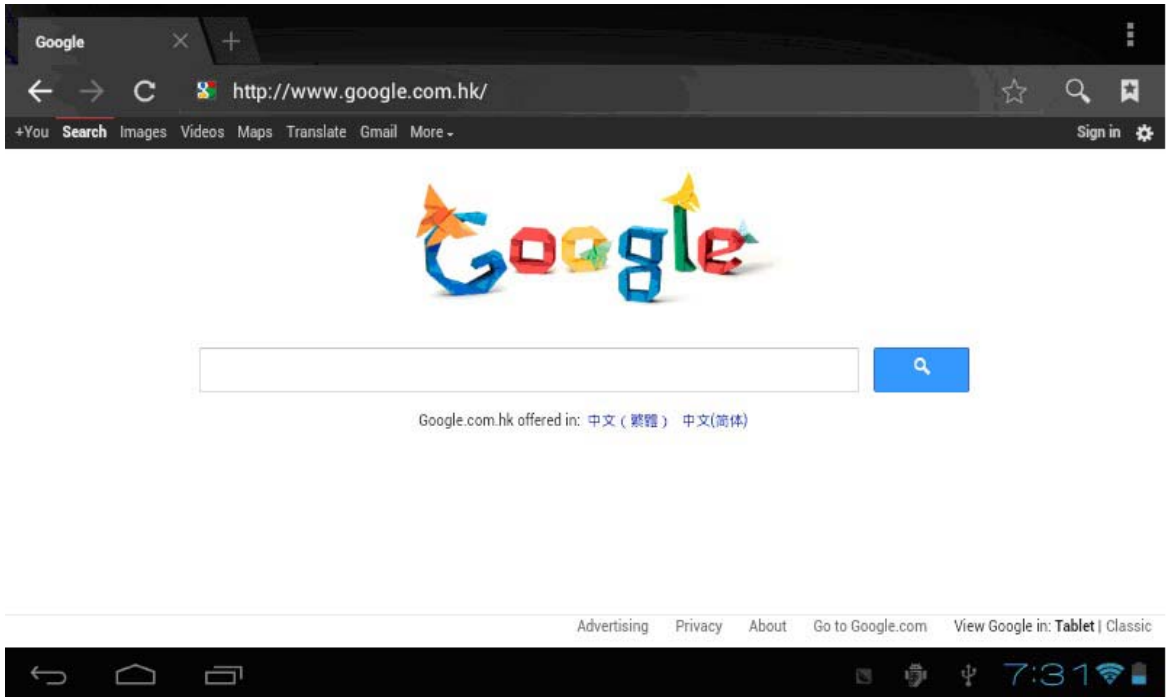 Google
http://www.google.com.hk/
+You Search Images Videos Maps Translate Gmail More Sign in
Google
Google.com.hk offered in: 中文（繁體） 中文(简体)
Advertising Privacy About Go to Google.com View Google in: Tablet | Classic
7:31